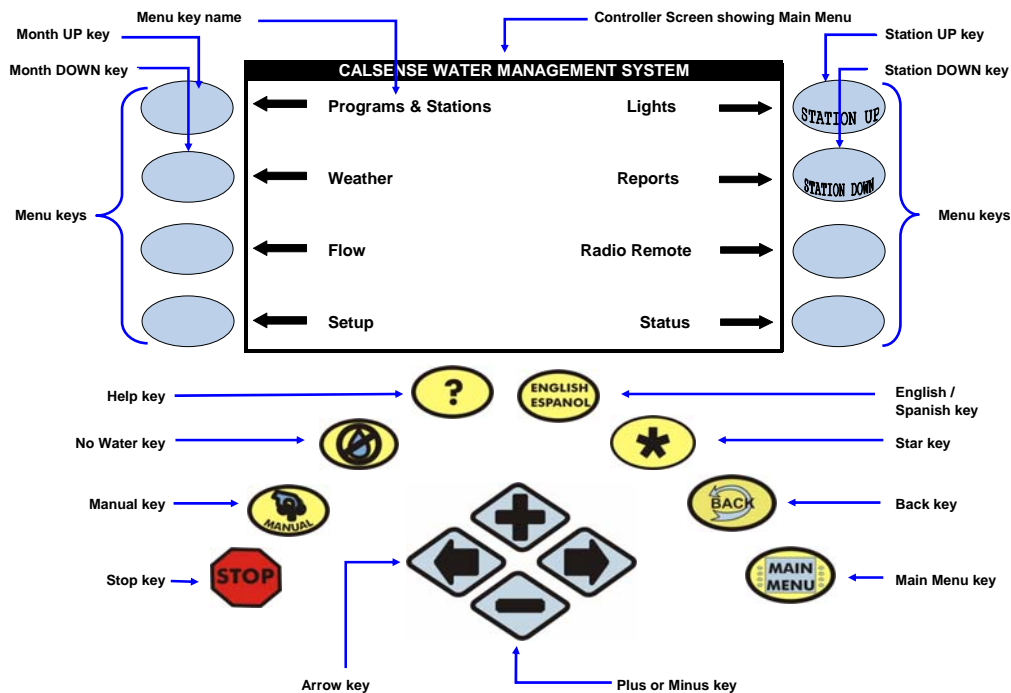 Menu key name
Controller Screen showing Main Menu
Month UP key
Station UP key
Month DOWN key
Station DOWN key
CALSENSE WATER MANAGEMENT SYSTEM
Programs & Stations
Lights
STATION UP
Weather
Reports
STATION DOWN
Menu keys
Menu keys
Flow
Radio Remote
Setup
Status
Help key
?
ENGLISH
ESPANOL
English /
Spanish key
No Water key
*
Star key
Manual key
MANUAL
BACK
Back key
Stop key
STOP
MAIN
MENU
Main Menu key
Arrow key
Plus or Minus key